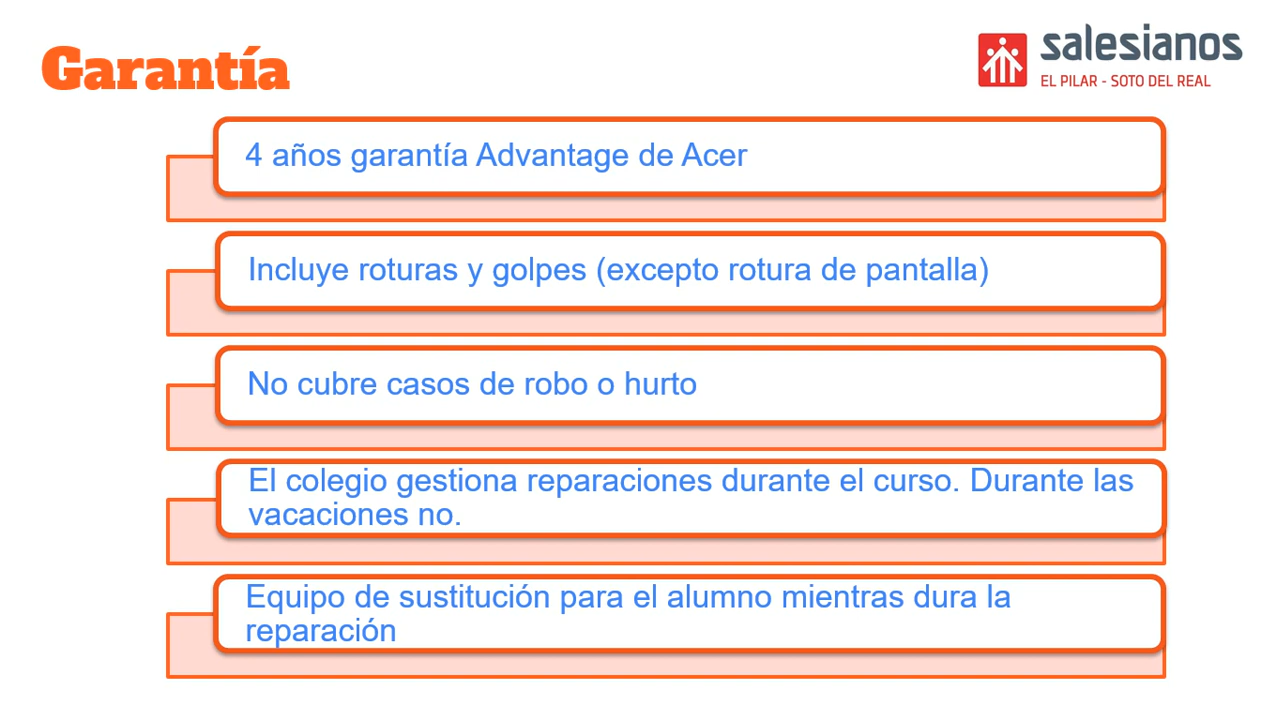 Garantía
salesianos
EL PILAR - SOTO DEL REAL
4 años garantía Advantage de Acer
Incluye roturas y golpes (excepto rotura de pantalla)
No cubre casos de robo o hurto
El colegio gestiona reparaciones durante el curso. Durante las
vacaciones no.
Equipo de sustitución para el alumno mientras dura la
reparación